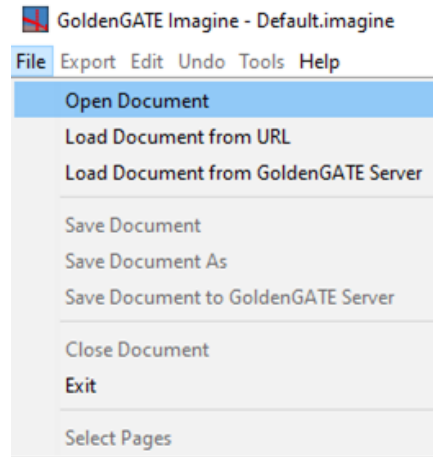 GoldenGATE Imagine - Default.imagine
File Export Edit Undo Tools Help
Open Document
Load Document from URL
Load Document from GoldenGATE Server
Save Document
Save Document As
Save Document to GoldenGATE Server
Close Document
Exit
Select Pages